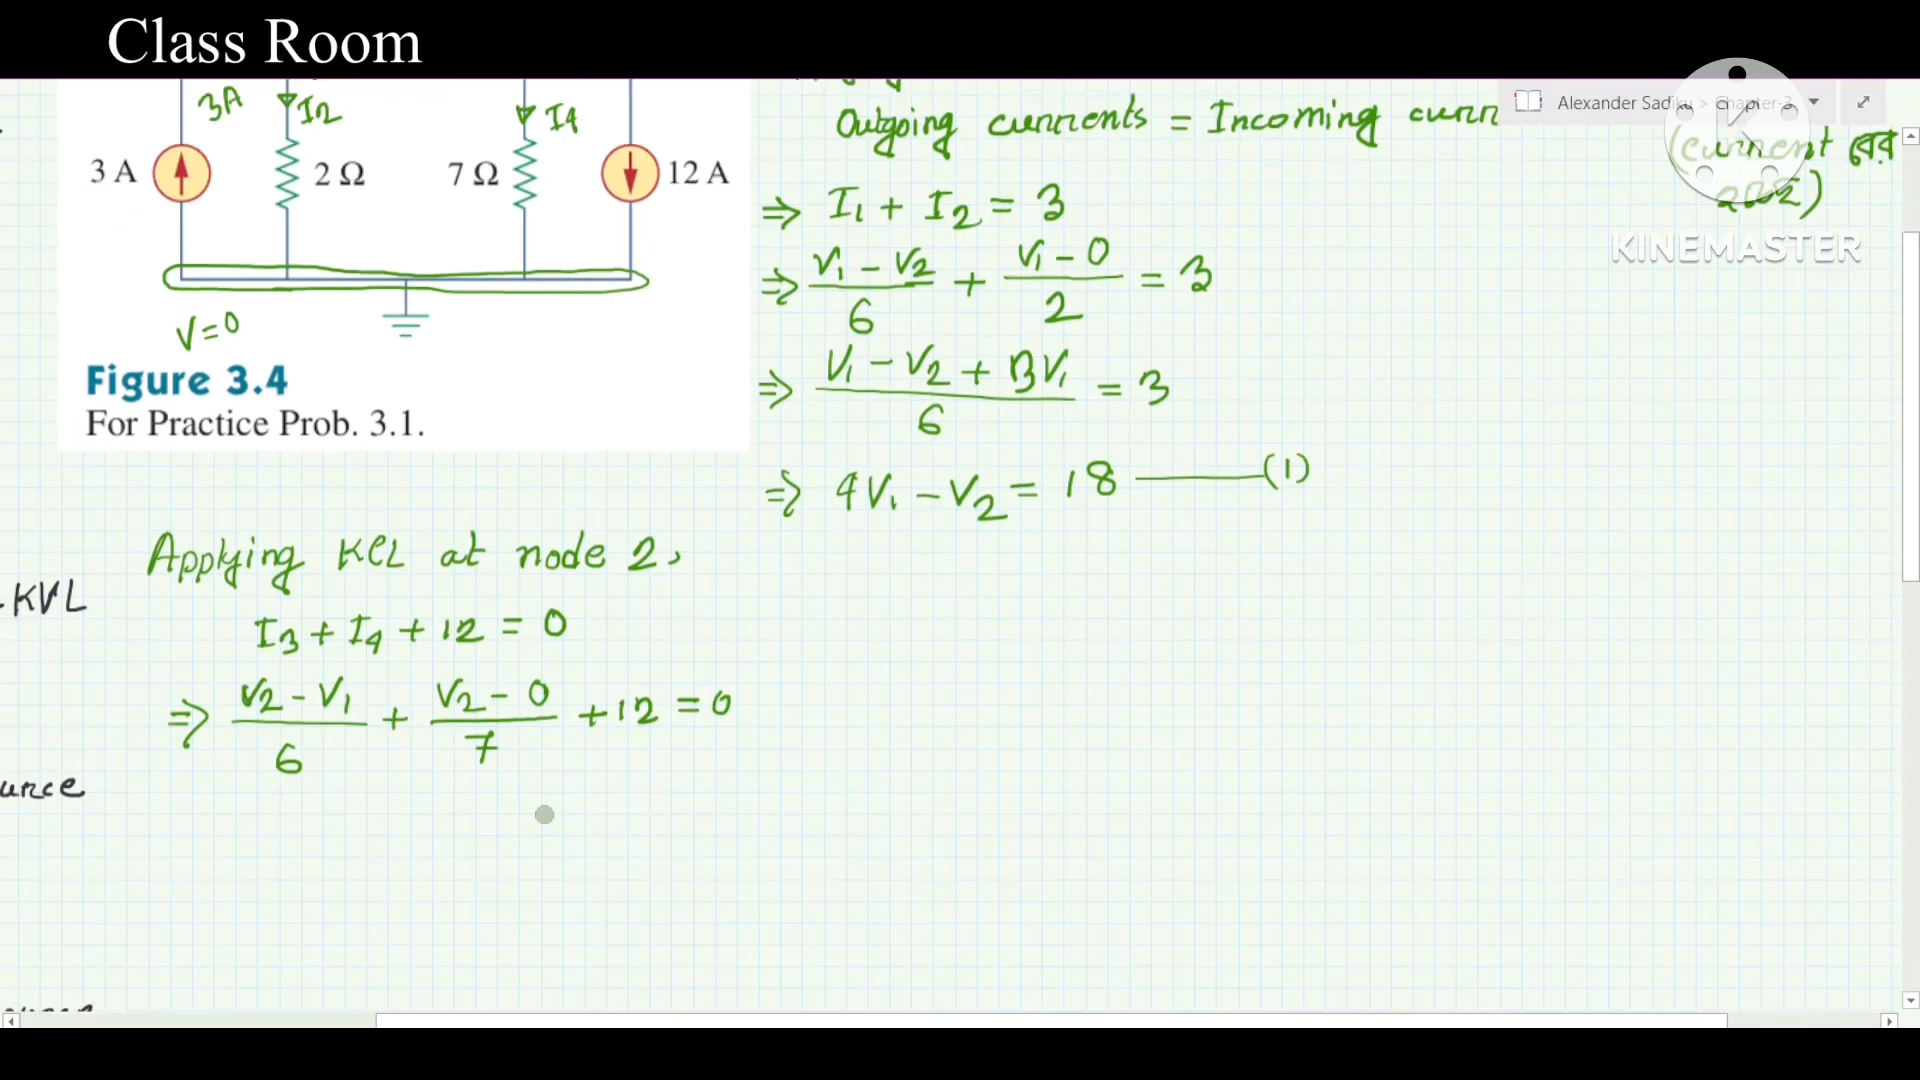 Class Room
Alexander Sadiku > Chapter-3
KINEMASTER
3A I2 I4
3 A 2 Ω 7 Ω 12 A
V=0
Figure 3.4
For Practice Prob. 3.1.
Outgoing currents = Incoming curr
(current
⇒ I1 + I2 = 3
⇒ (V1 - V2)/6 + (V1 - 0)/2 = 3
⇒ (V1 - V2 + 3V1)/6 = 3
⇒ 4V1 - V2 = 18 ——(1)
Applying KCL at node 2,
KVL
I3 + I4 + 12 = 0
⇒ (V2 - V1)/6 + (V2 - 0)/7 + 12 = 0
urce